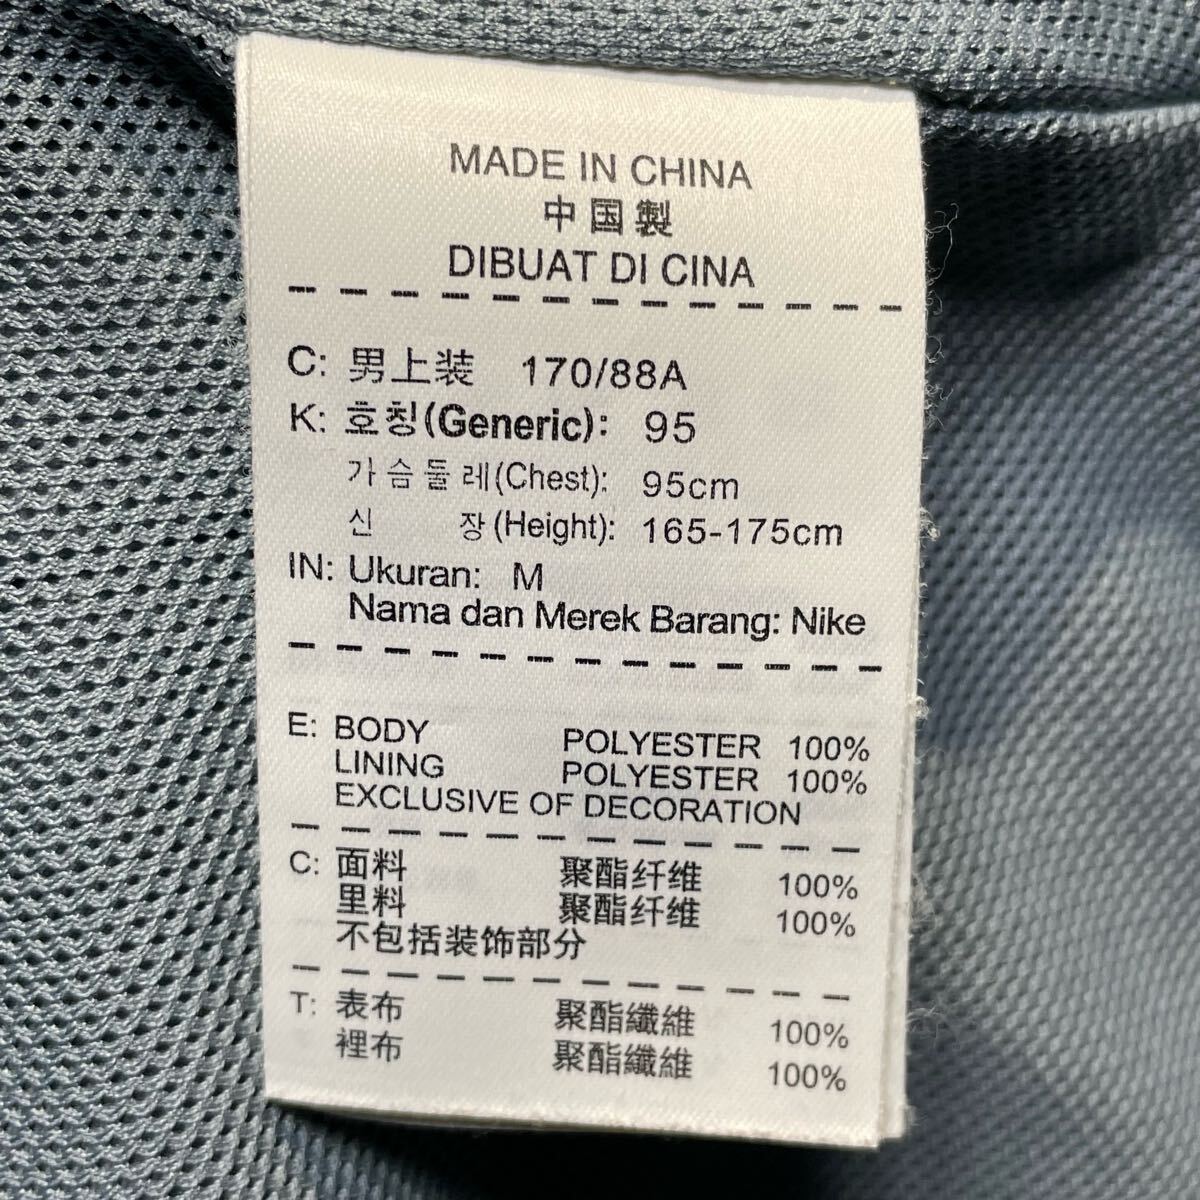 MADE IN CHINA
中国製
DIBUAT DI CINA
C: 男上装 170/88A
K: 호칭(Generic): 95
가슴둘레(Chest): 95cm
신 장(Height): 165-175cm
IN: Ukuran: M
Nama dan Merek Barang: Nike
E: BODY POLYESTER 100%
LINING POLYESTER 100%
EXCLUSIVE OF DECORATION
C: 面料 聚酯纤维 100%
里料 聚酯纤维 100%
不包括装饰部分
T: 表布 聚酯纖維 100%
裡布 聚酯纖維 100%